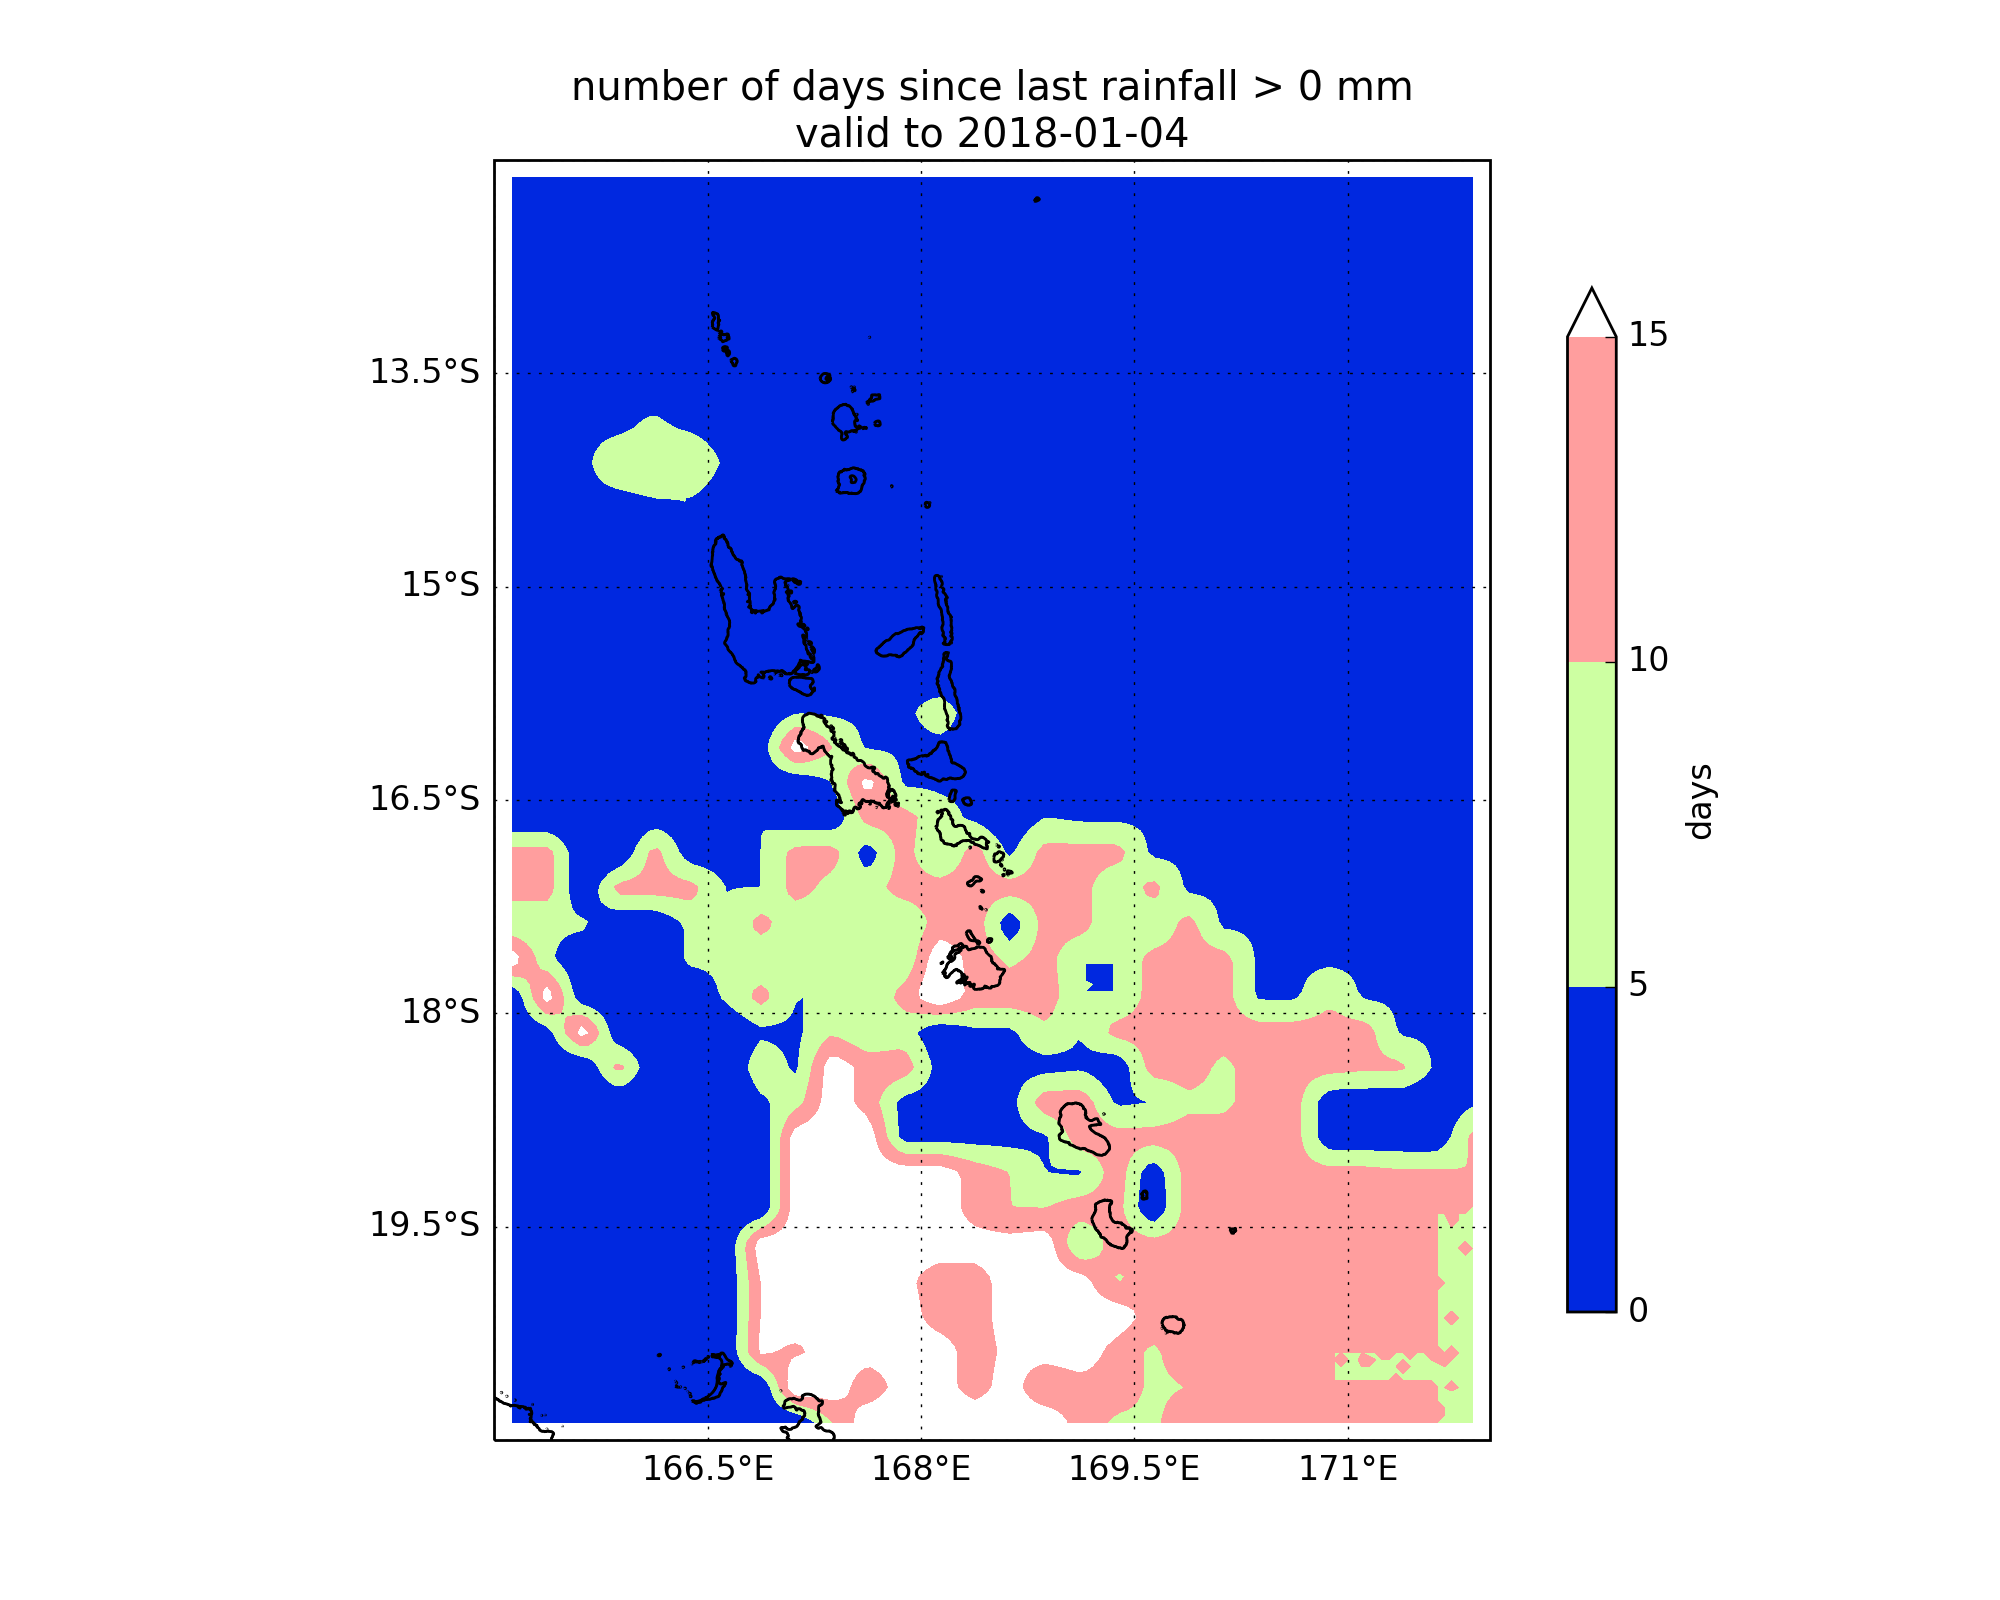 number of days since last rainfall > 0 mm
valid to 2018-01-04
13.5°S
15°S
16.5°S
18°S
19.5°S
166.5°E
168°E
169.5°E
171°E
15
10
5
0
days